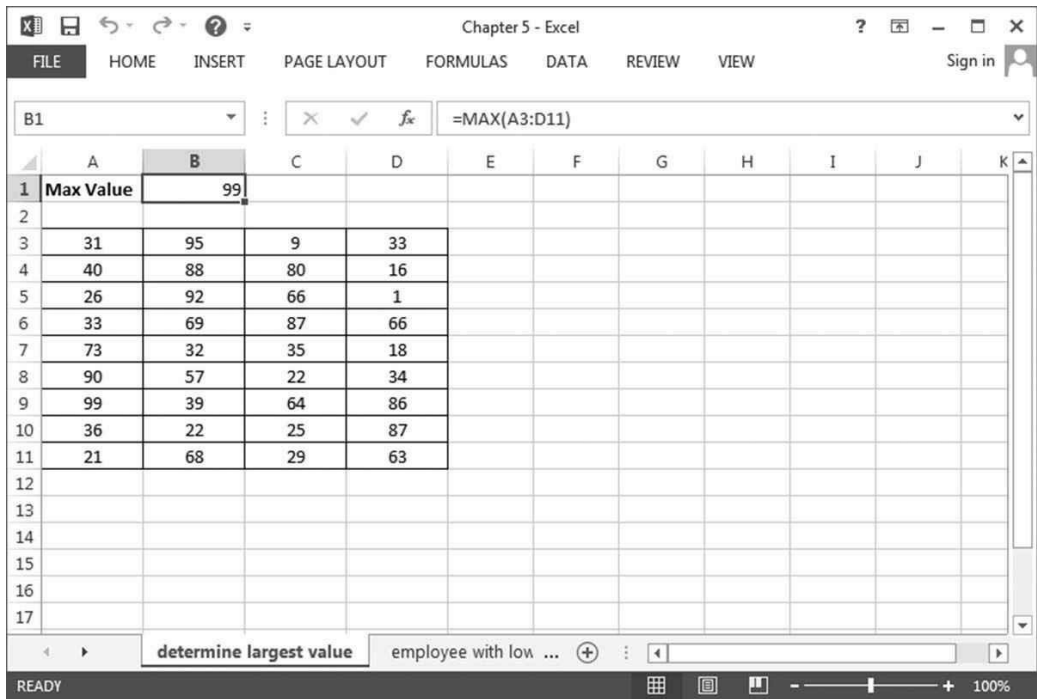 Chapter 5 - Excel ?
FILE HOME INSERT PAGE LAYOUT FORMULAS DATA REVIEW VIEW Sign in
B1 fx =MAX(A3:D11)
A B C D E F G H I J K
1 Max Value 99
2
3 31 95 9 33
4 40 88 80 16
5 26 92 66 1
6 33 69 87 66
7 73 32 35 18
8 90 57 22 34
9 99 39 64 86
10 36 22 25 87
11 21 68 29 63
12
13
14
15
16
17
determine largest value employee with low ...
READY 100%